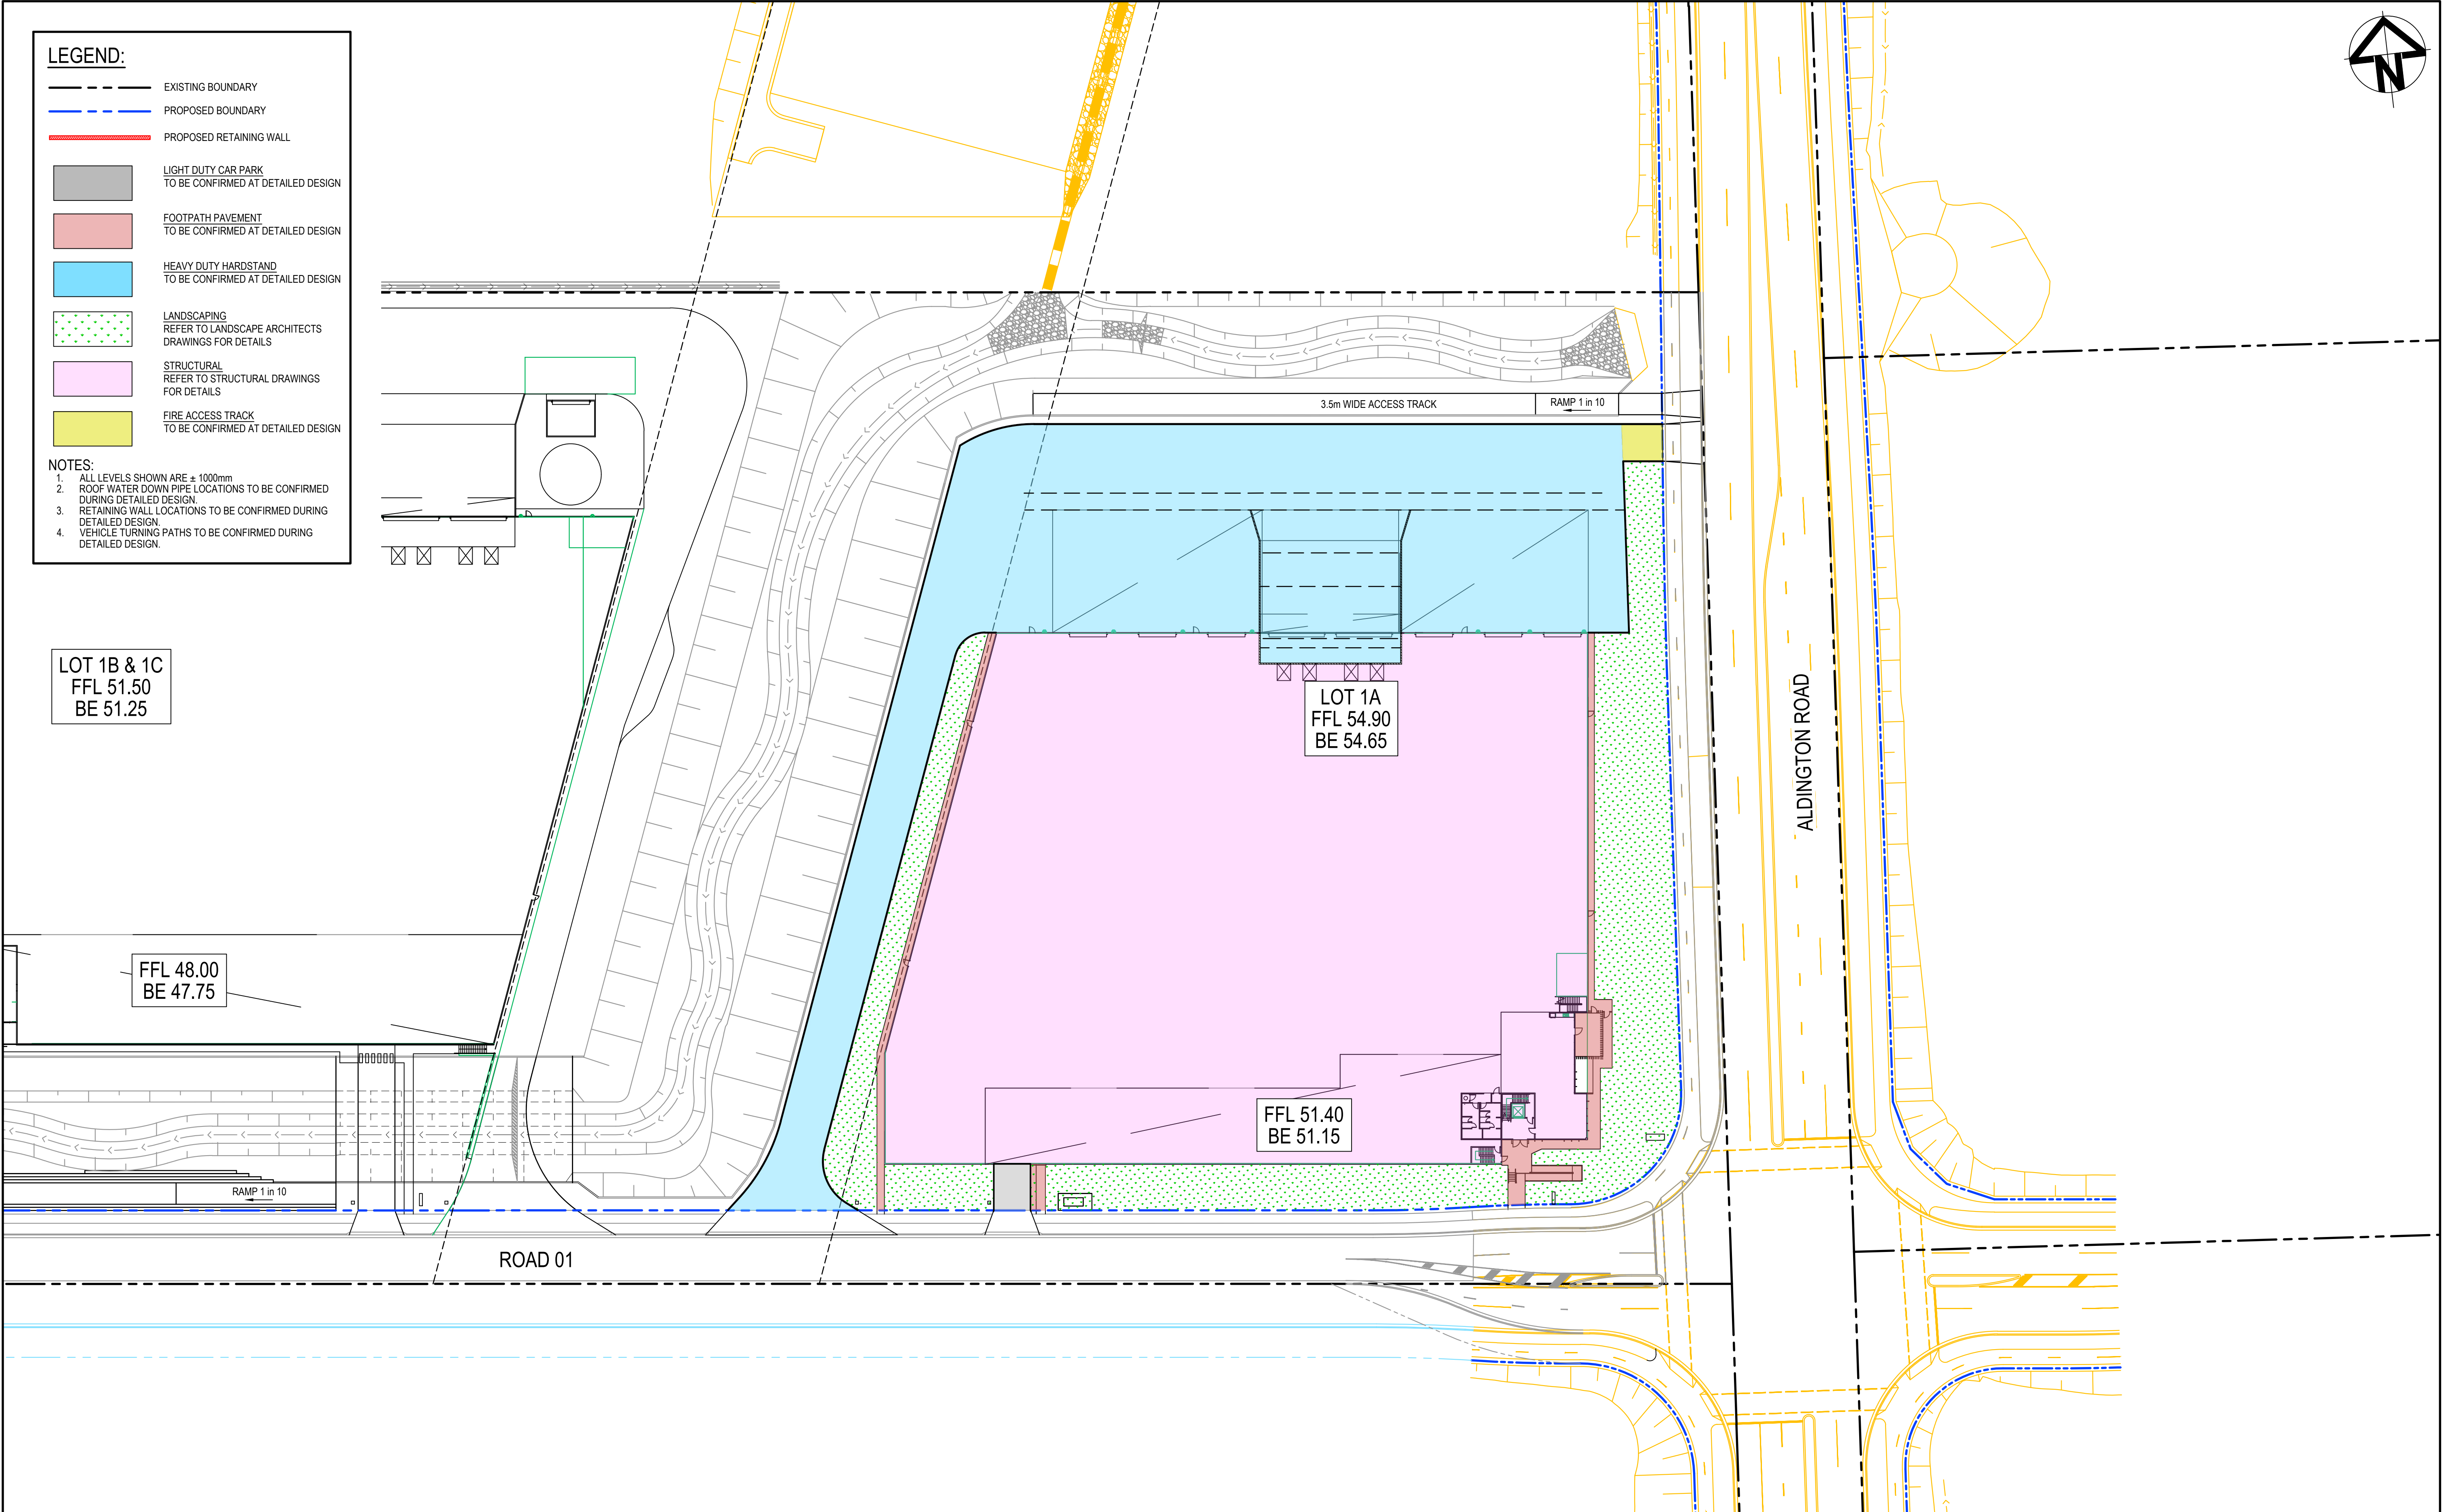 LEGEND:
EXISTING BOUNDARY
PROPOSED BOUNDARY
PROPOSED RETAINING WALL
LIGHT DUTY CAR PARK
TO BE CONFIRMED AT DETAILED DESIGN
FOOTPATH PAVEMENT
TO BE CONFIRMED AT DETAILED DESIGN
HEAVY DUTY HARDSTAND
TO BE CONFIRMED AT DETAILED DESIGN
LANDSCAPING
REFER TO LANDSCAPE ARCHITECTS
DRAWINGS FOR DETAILS
STRUCTURAL
REFER TO STRUCTURAL DRAWINGS
FOR DETAILS
FIRE ACCESS TRACK
TO BE CONFIRMED AT DETAILED DESIGN
NOTES:
1. ALL LEVELS SHOWN ARE ± 1000mm
2. ROOF WATER DOWN PIPE LOCATIONS TO BE CONFIRMED
DURING DETAILED DESIGN.
3. RETAINING WALL LOCATIONS TO BE CONFIRMED DURING
DETAILED DESIGN.
4. VEHICLE TURNING PATHS TO BE CONFIRMED DURING
DETAILED DESIGN.
N
3.5m WIDE ACCESS TRACK
RAMP 1 in 10
LOT 1B & 1C
FFL 51.50
BE 51.25
LOT 1A
FFL 54.90
BE 54.65
ALDINGTON ROAD
FFL 48.00
BE 47.75
FFL 51.40
BE 51.15
RAMP 1 in 10
ROAD 01